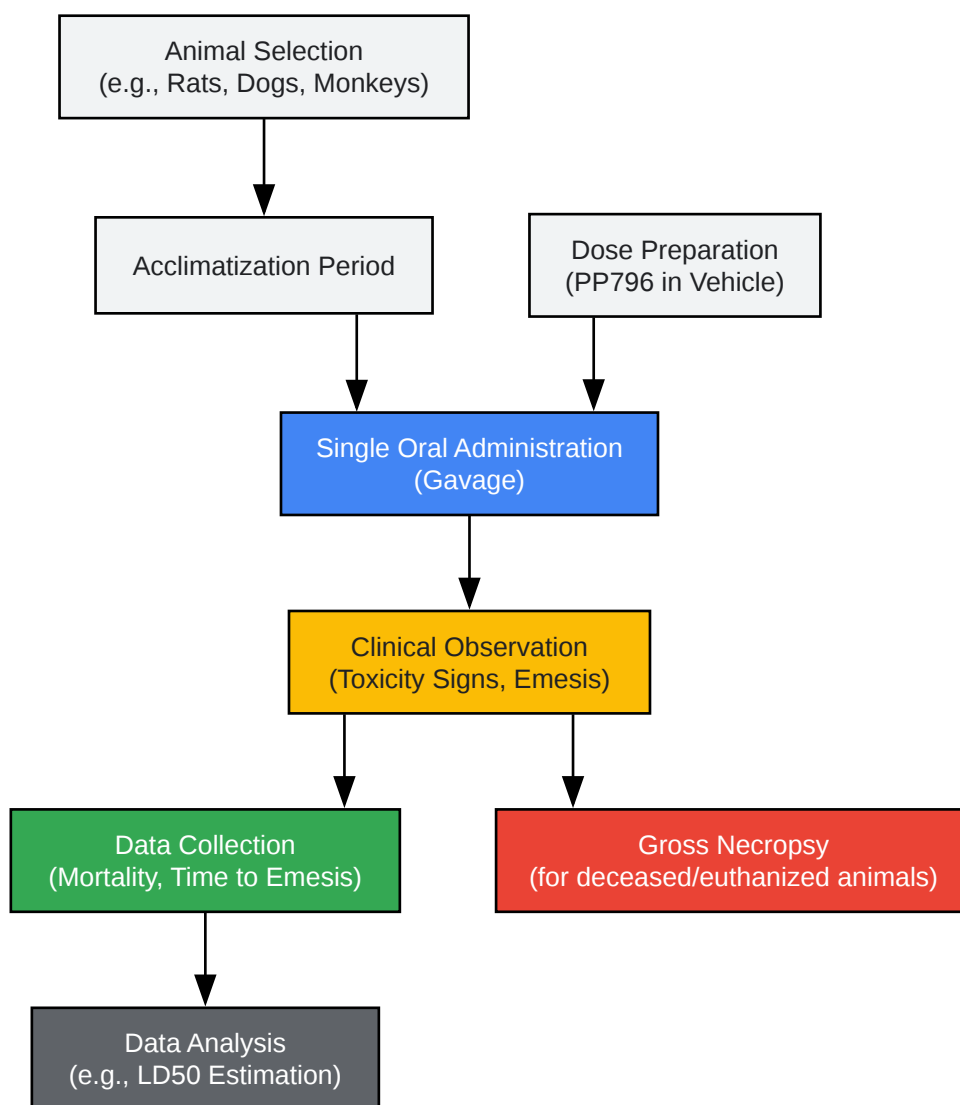 Animal Selection
(e.g., Rats, Dogs, Monkeys)
Acclimatization Period
Dose Preparation
(PP796 in Vehicle)
Single Oral Administration
(Gavage)
Clinical Observation
(Toxicity Signs, Emesis)
Data Collection
(Mortality, Time to Emesis)
Gross Necropsy
(for deceased/euthanized animals)
Data Analysis
(e.g., LD50 Estimation)